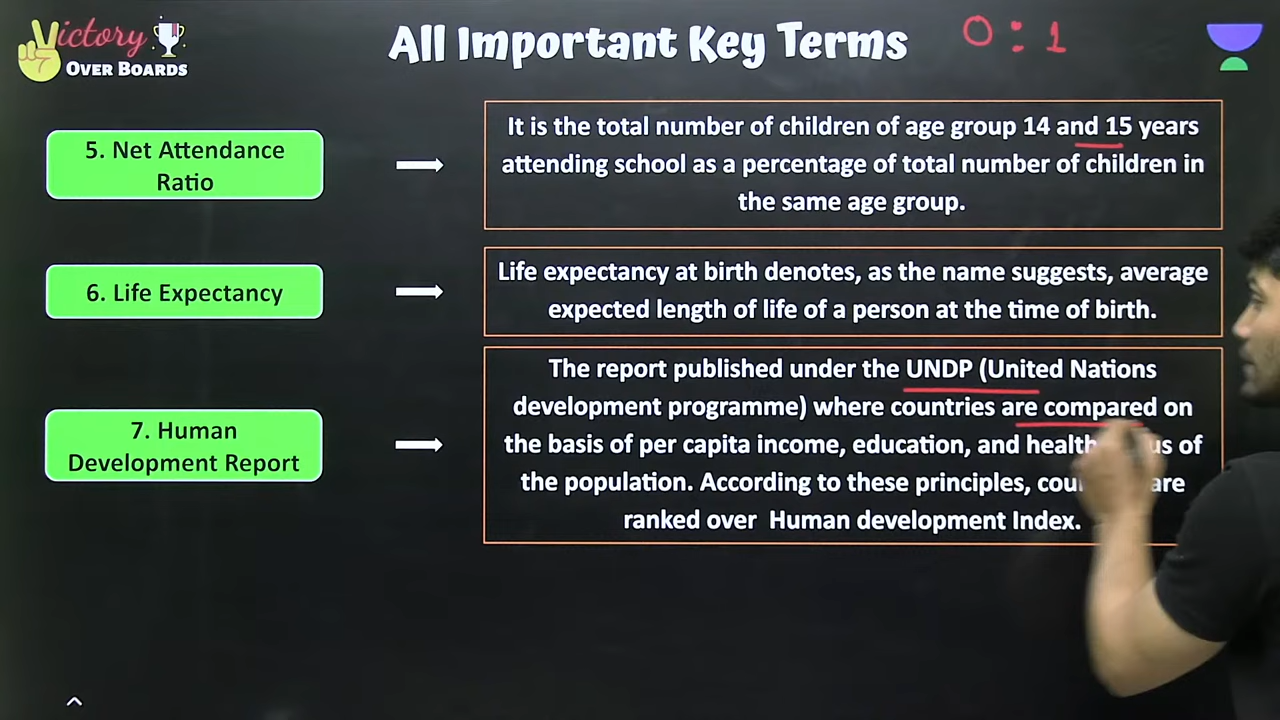 Victory
OVER BOARDS
All Important Key Terms
0 : 1
5. Net Attendance
Ratio
It is the total number of children of age group 14 and 15 years
attending school as a percentage of total number of children in
the same age group.
6. Life Expectancy
Life expectancy at birth denotes, as the name suggests, average
expected length of life of a person at the time of birth.
7. Human
Development Report
The report published under the UNDP (United Nations
development programme) where countries are compared on
the basis of per capita income, education, and health of
the population. According to these principles, are
ranked over Human development Index.